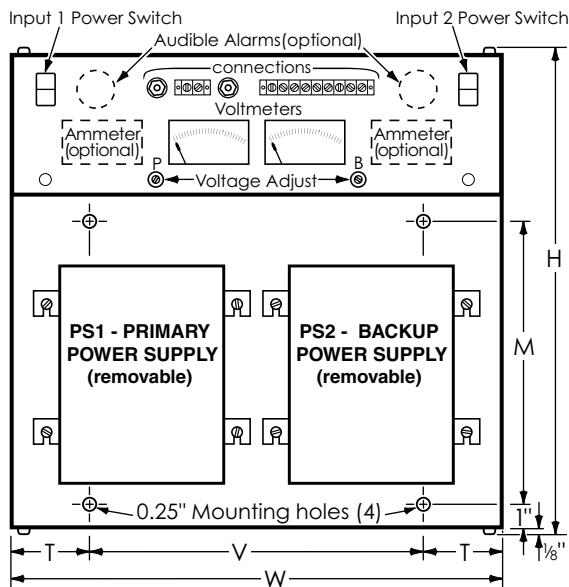 Input 1 Power Switch
Input 2 Power Switch
Audible Alarms(optional)
connections
Voltmeters
Ammeter
(optional)
Ammeter
(optional)
P
B
Voltage Adjust
PS1 - PRIMARY
POWER SUPPLY
(removable)
PS2 - BACKUP
POWER SUPPLY
(removable)
H
M
0.25" Mounting holes (4)
1"
T
V
T
⅛"
W